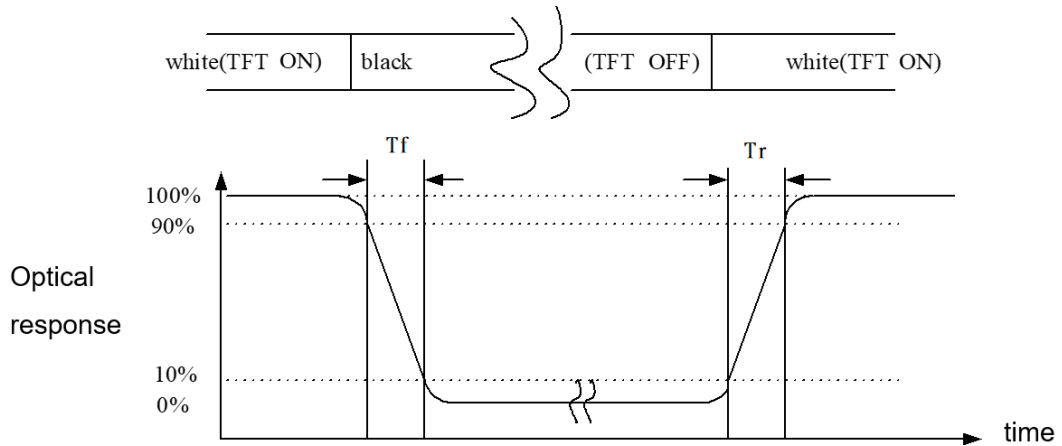 white(TFT ON) black (TFT OFF) white(TFT ON)
Tf Tr
100%
90%
Optical
response
10%
0%
time